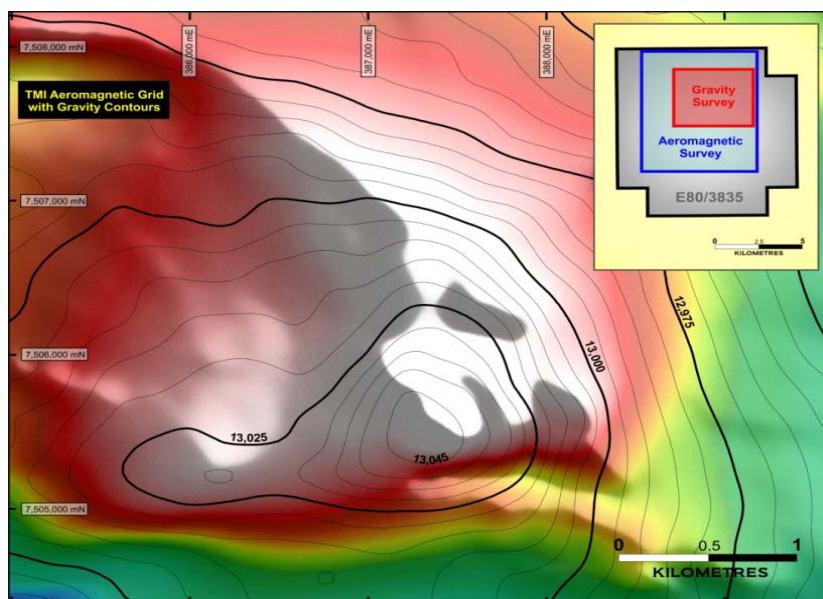 386,000 mE
387,000 mE
388,000 mE
7,508,000 mN
TMI Aeromagnetic Grid
with Gravity Contours
7,507,000 mN
7,506,000 mN
7,505,000 mN
Gravity
Survey
Aeromagnetic
Survey
E80/3835
0 2.5 5
KILOMETRES
12,975
13,000
13,025
13,045
0 0.5 1
KILOMETRES